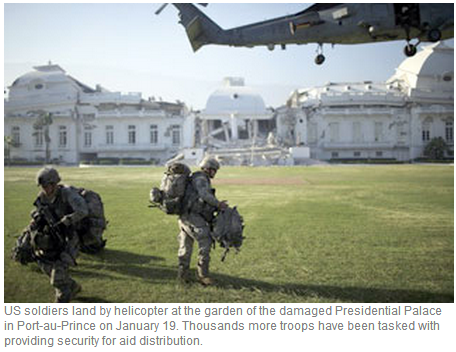 US soldiers land by helicopter at the garden of the damaged Presidential Palace
in Port-au-Prince on January 19. Thousands more troops have been tasked with
providing security for aid distribution.